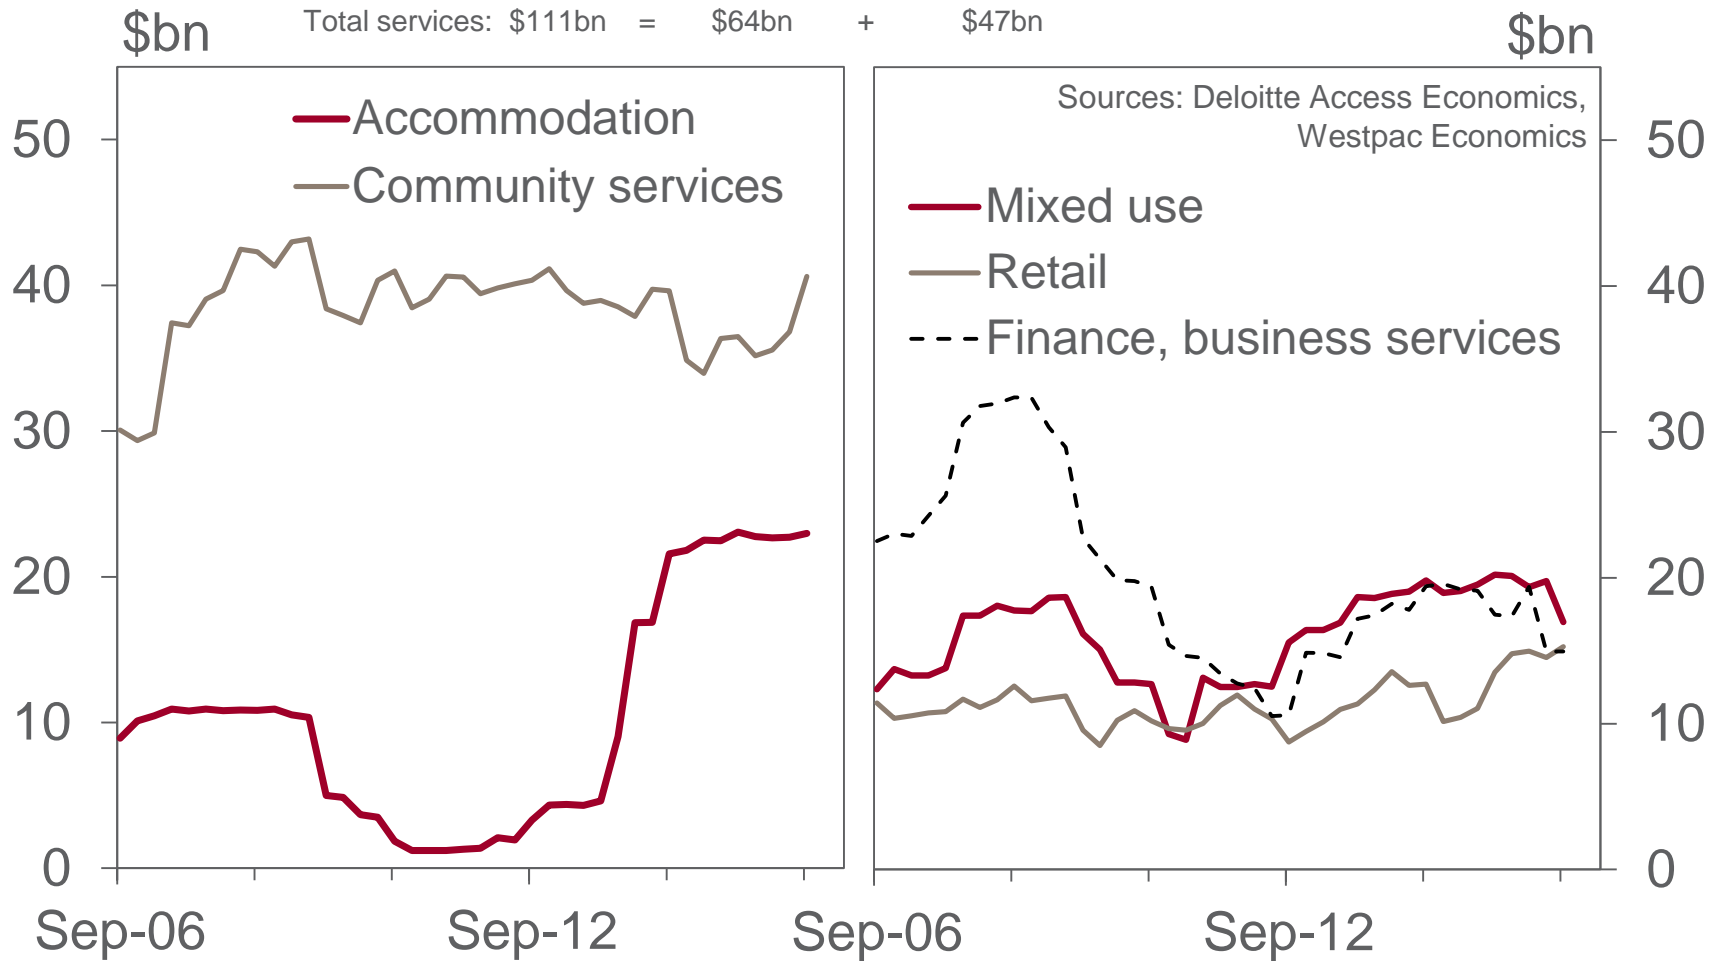 Total services: $111bn = $64bn + $47bn
$bn
$bn
Sources: Deloitte Access Economics,
Westpac Economics
Accommodation
Community services
Mixed use
Retail
Finance, business services
50
40
30
20
10
0
50
40
30
20
10
0
Sep-06
Sep-12
Sep-06
Sep-12